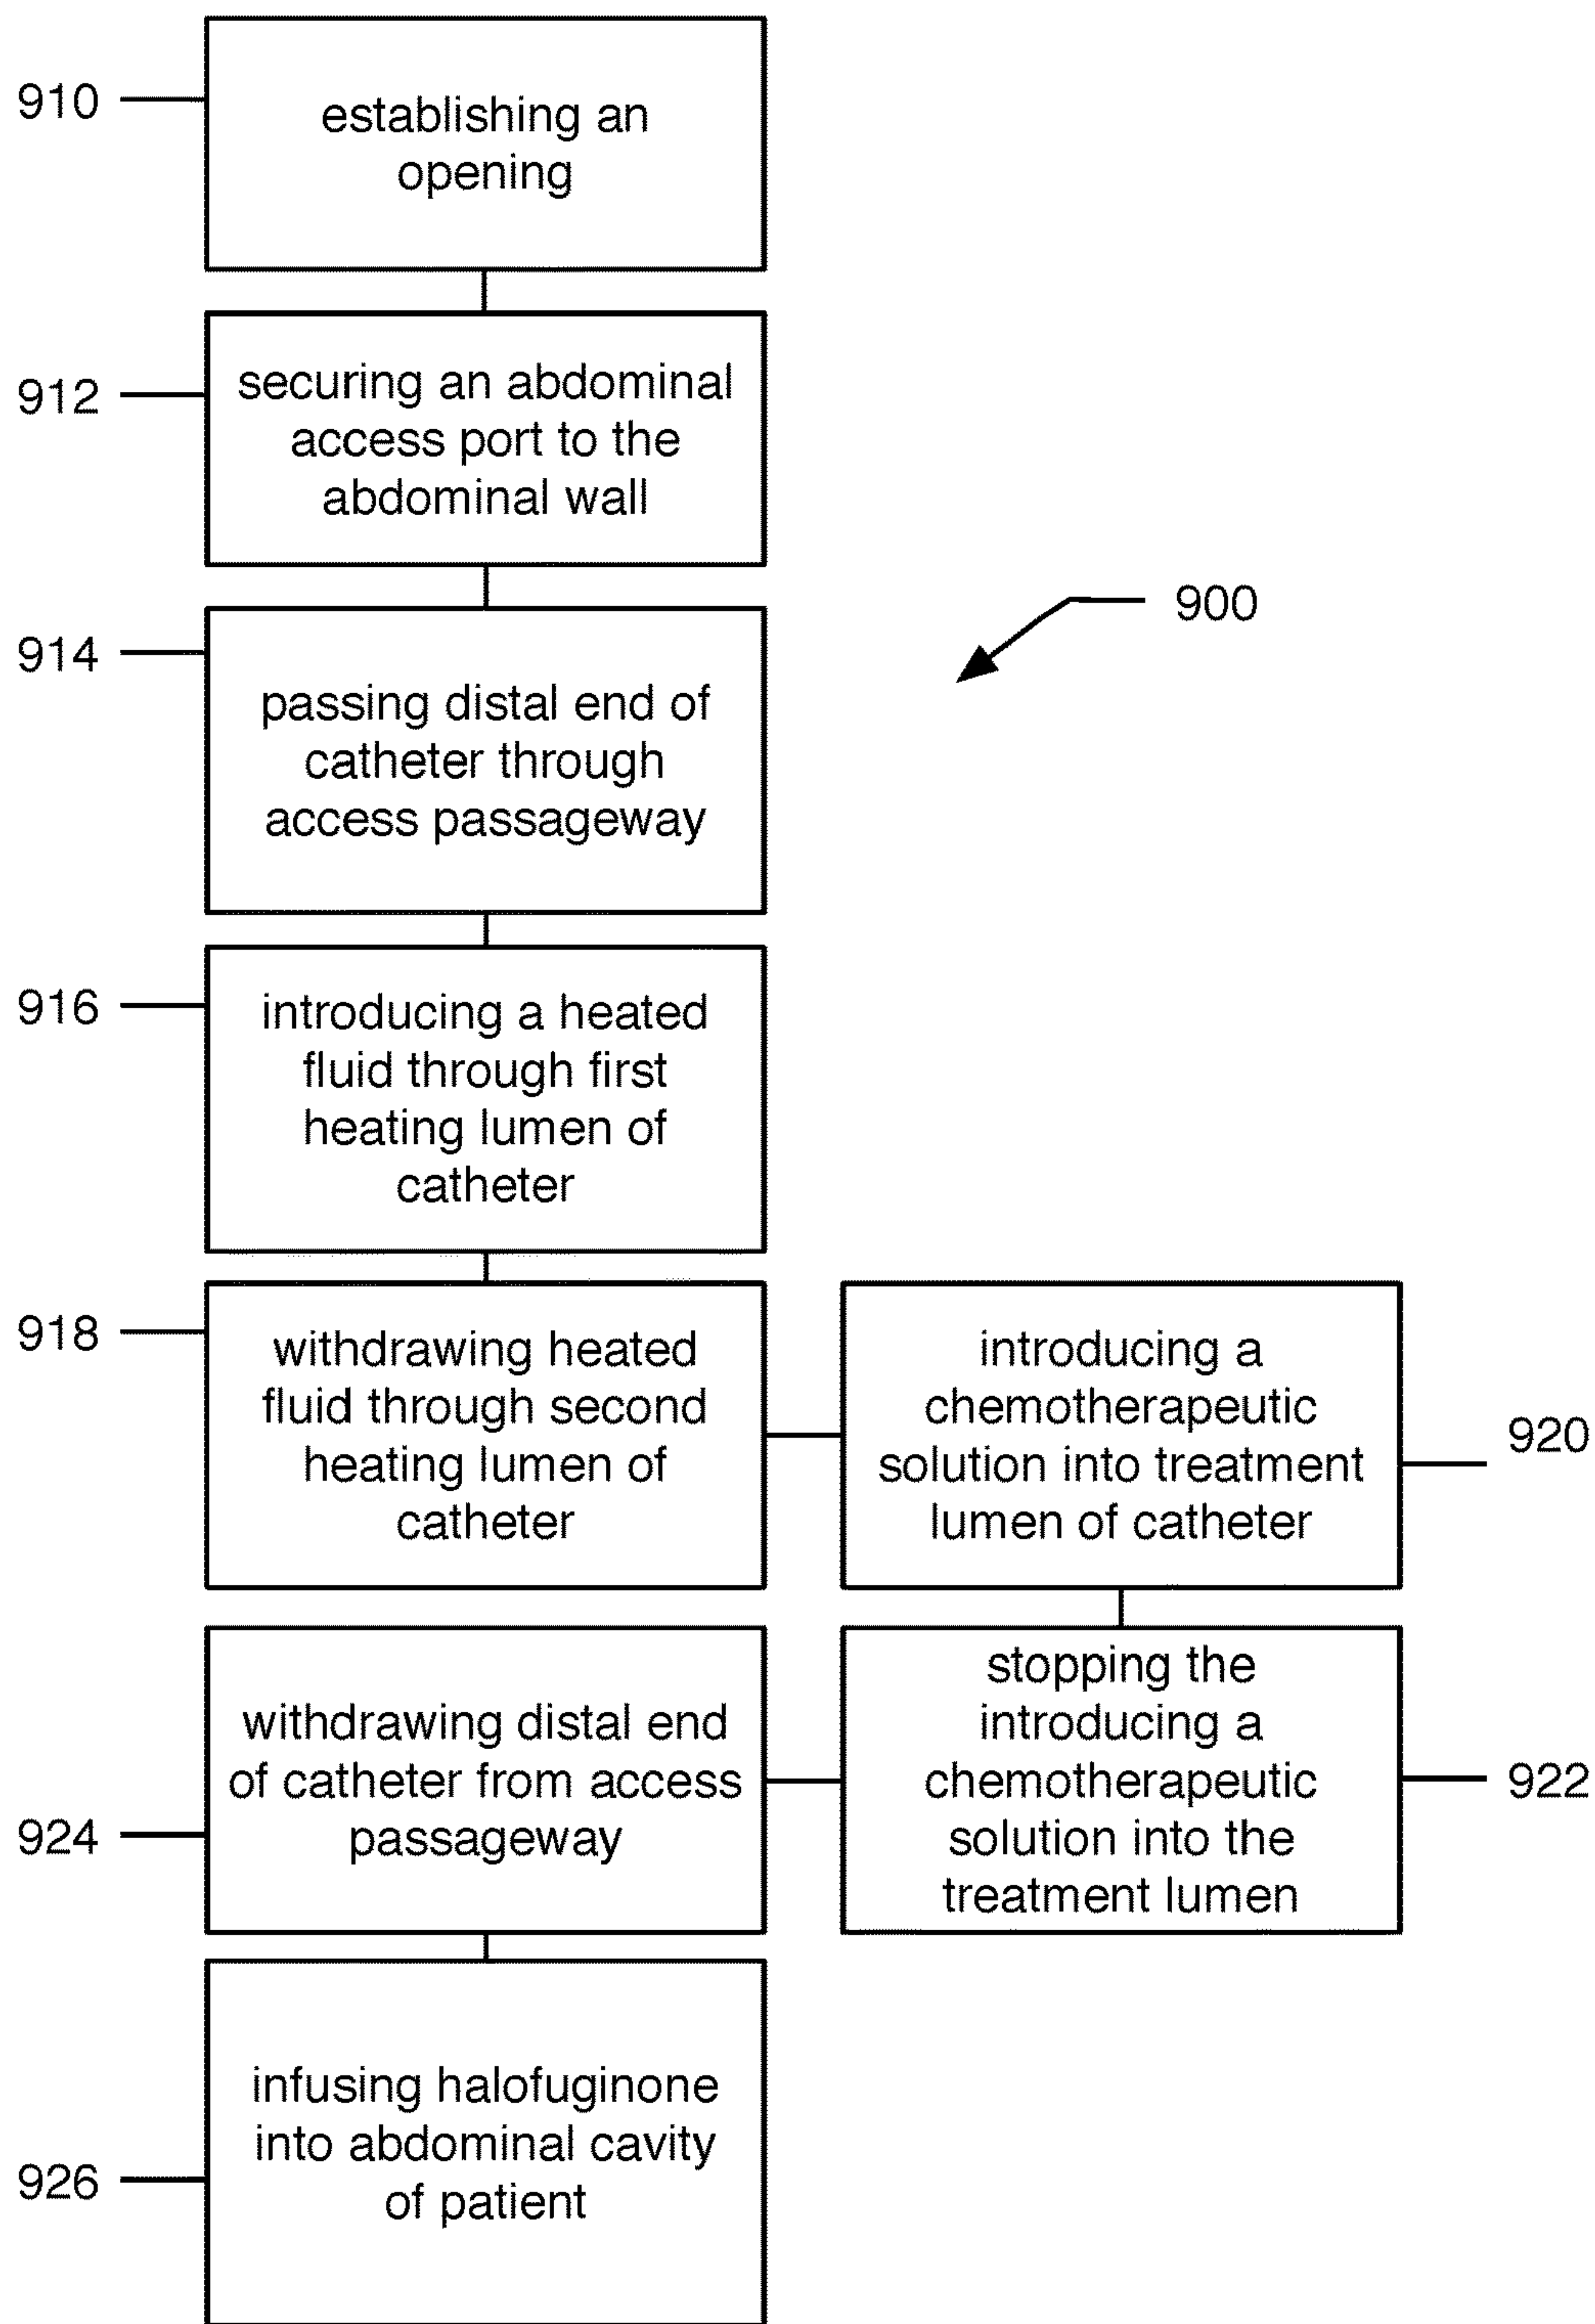 910
establishing an
opening
912
securing an abdominal
access port to the
abdominal wall
900
914
passing distal end of
catheter through
access passageway
916
introducing a heated
fluid through first
heating lumen of
catheter
918
withdrawing heated
fluid through second
heating lumen of
catheter
introducing a
chemotherapeutic
solution into treatment
lumen of catheter
920
stopping the
introducing a
chemotherapeutic
solution into the
treatment lumen
922
withdrawing distal end
of catheter from access
passageway
924
infusing halofuginone
into abdominal cavity
of patient
926